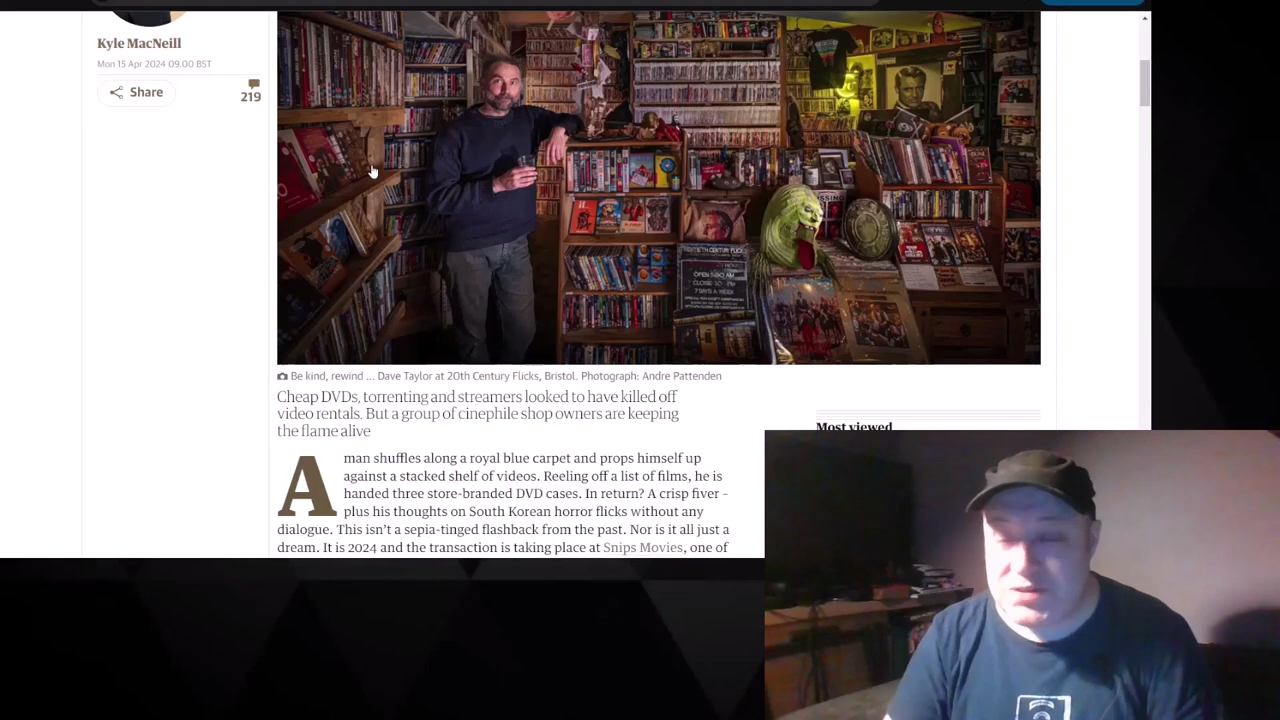 Kyle MacNeill
Mon 15 Apr 2024 09.00 BST
Share
219
OPEN
CLOSE
7 DAYS A WEEK
Be kind, rewind ... Dave Taylor at 20th Century Flicks, Bristol. Photograph: Andre Pattenden
Cheap DVDs, torrenting and streamers looked to have killed off
video rentals. But a group of cinephile shop owners are keeping
the flame alive
Most viewed
A man shuffles along a royal blue carpet and props himself up
against a stacked shelf of videos. Reeling off a list of films, he is
handed three store-branded DVD cases. In return? A crisp fiver –
plus his thoughts on South Korean horror flicks without any
dialogue. This isn't a sepia-tinged flashback from the past. Nor is it all just a
dream. It is 2024 and the transaction is taking place at Snips Movies, one of